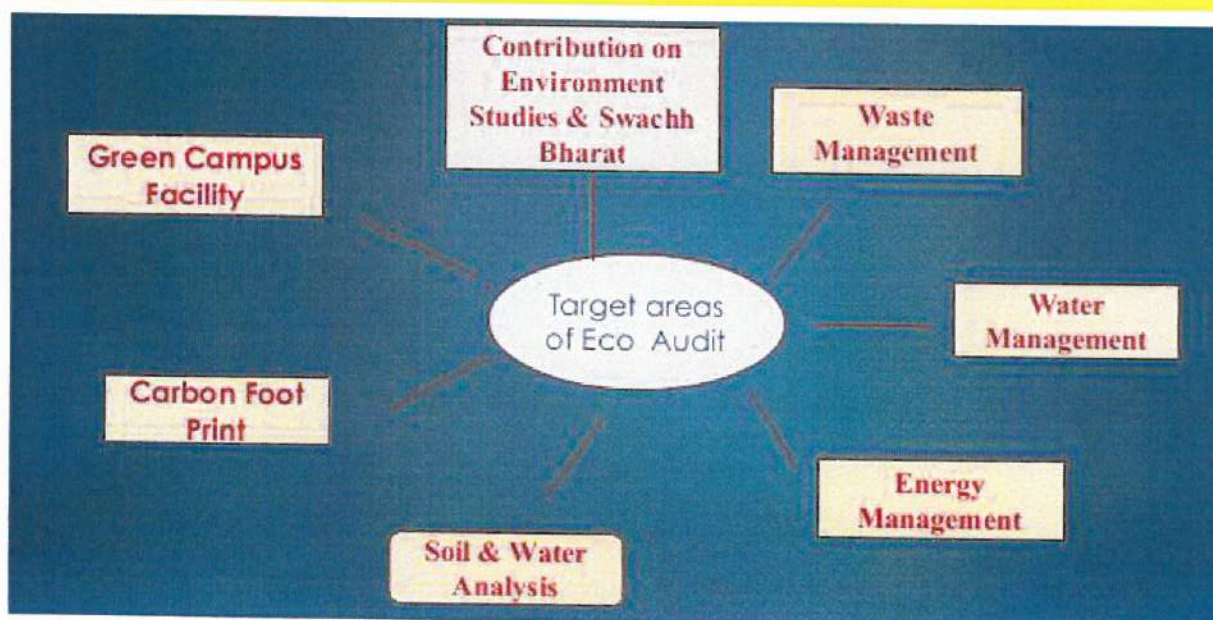 Contribution on
Environment
Studies & Swachh
Bharat
Waste
Management
Green Campus
Facility
Target areas
of Eco Audit
Water
Management
Carbon Foot
Print
Energy
Management
Soil & Water
Analysis